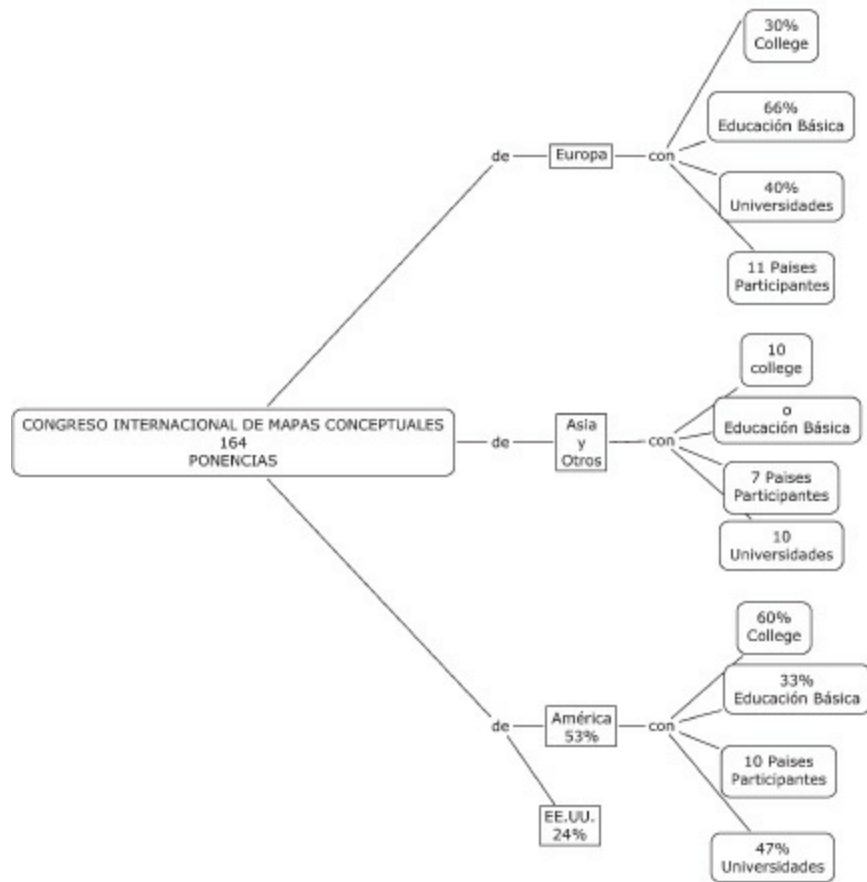 30%
College
66%
Educación Básica
de
Europa
con
40%
Universidades
11 Paises
Participantes
10
college
CONGRESO INTERNACIONAL DE MAPAS CONCEPTUALES
164
PONENCIAS
de
Asia
y
Otros
con
o
Educación Básica
7 Paises
Participantes
10
Universidades
60%
College
33%
Educación Básica
de
América
53%
con
10 Paises
Participantes
EE.UU.
24%
47%
Universidades